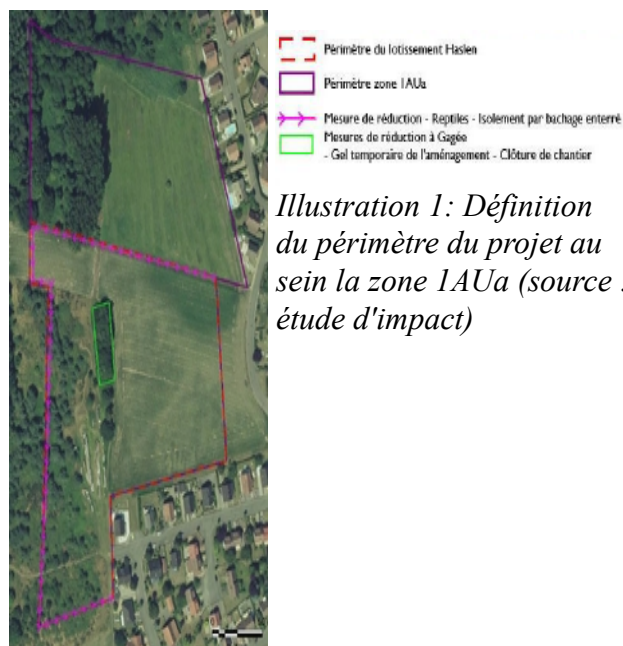 Périmètre du lotissement Haslen
Périmètre zone 1AUa
Mesure de réduction - Reptiles - Isolement par bachage enterré
Mesures de réduction à Gagée
- Gel temporaire de l'aménagement - Clôture de chantier
Illustration 1: Définition
du périmètre du projet au
sein la zone 1AUa (source :
étude d'impact)